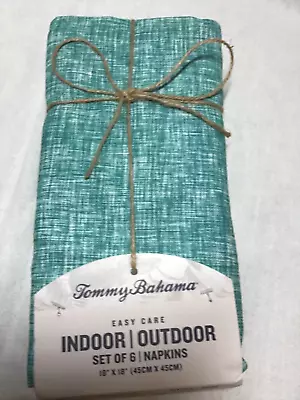 Tommy Bahama
EASY CARE
INDOOR | OUTDOOR
SET OF 6 | NAPKINS
18" X 18" (45CM X 45CM)